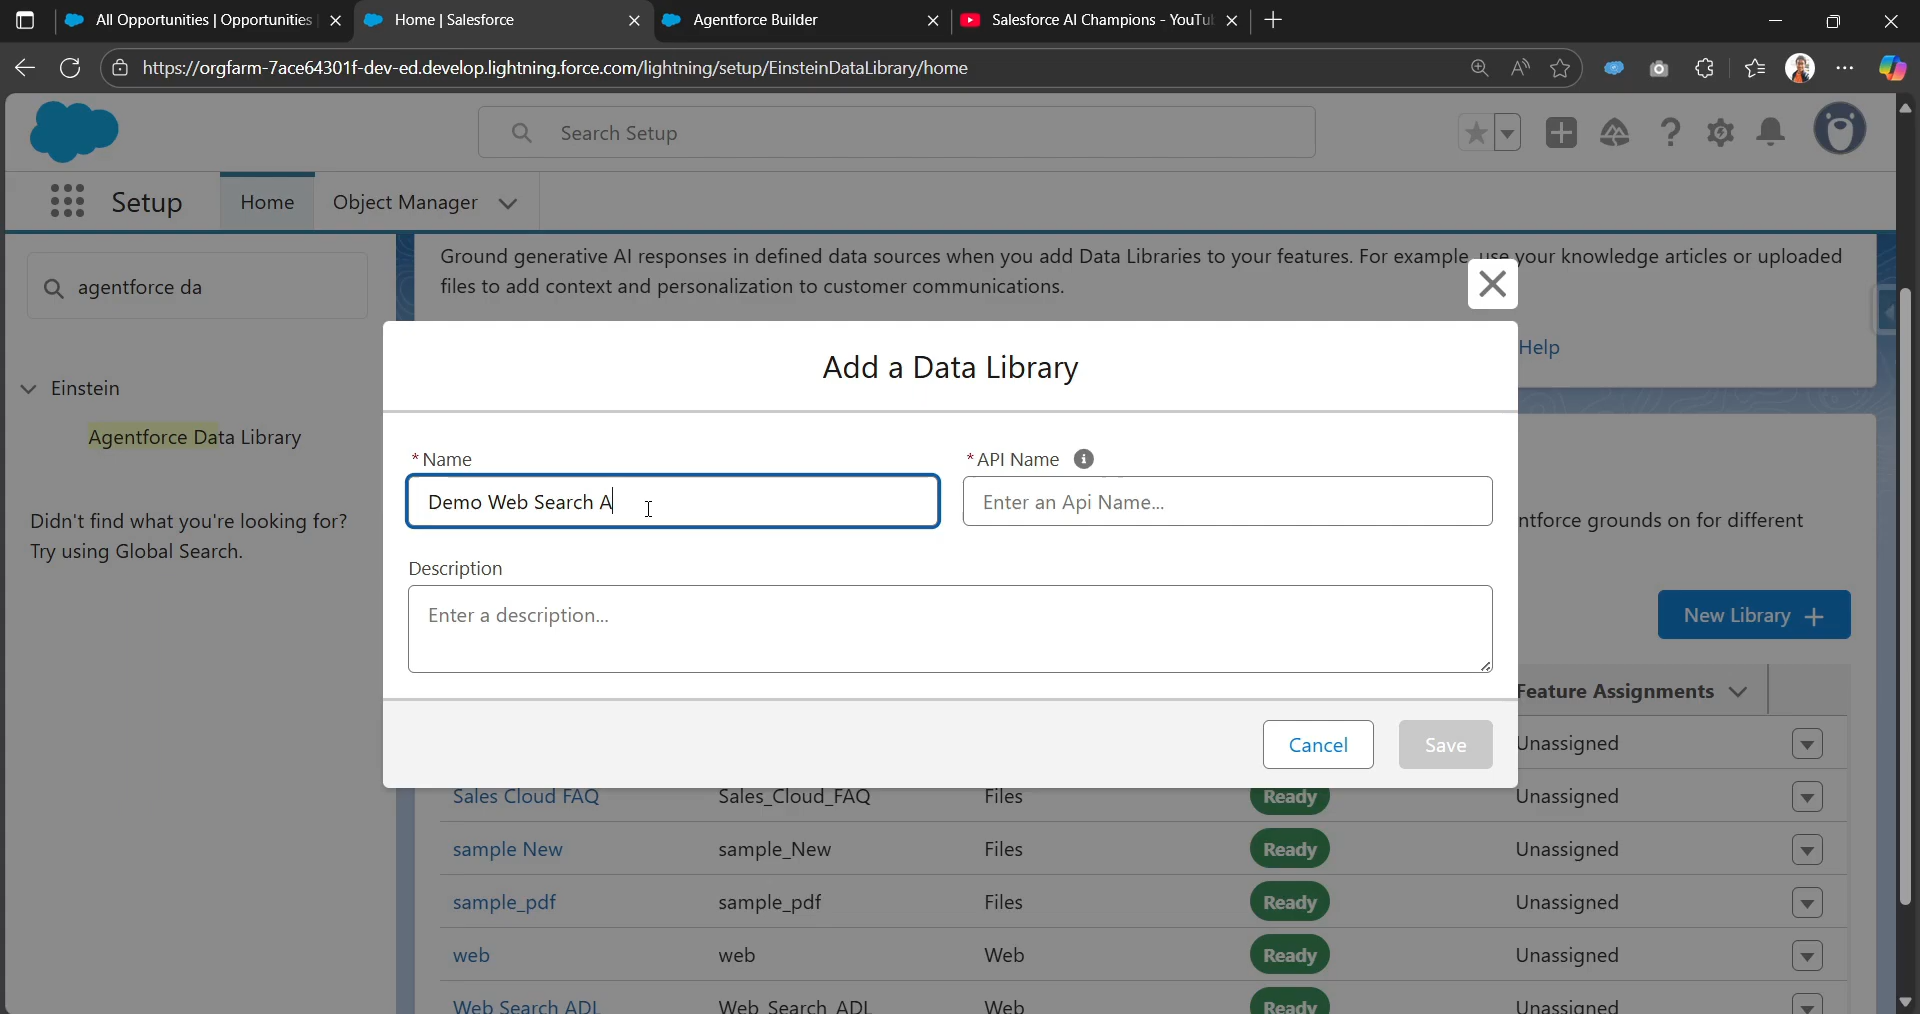 All Opportunities | Opportunities
Home | Salesforce
Agentforce Builder
Salesforce AI Champions - YouTu
https://orgfarm-7ace64301f-dev-ed.develop.lightning.force.com/lightning/setup/EinsteinDataLibrary/home
Search Setup
Setup
Home
Object Manager
agentforce da
Einstein
Agentforce Data Library
Didn't find what you're looking for?
Try using Global Search.
Ground generative AI responses in defined data sources when you add Data Libraries to your features. For example, use your knowledge articles or uploaded
files to add context and personalization to customer communications.
Help
Add a Data Library
* Name
* API Name
Demo Web Search A
Enter an Api Name...
Description
Enter a description...
Cancel
Save
ntforce grounds on for different
New Library
Feature Assignments
Unassigned
Sales Cloud FAQ Sales_Cloud_FAQ Files Ready Unassigned
sample New sample_New Files Ready Unassigned
sample_pdf sample_pdf Files Ready Unassigned
web web Web Ready Unassigned
Web Search ADL Web_Search_ADL Web Ready Unassigned